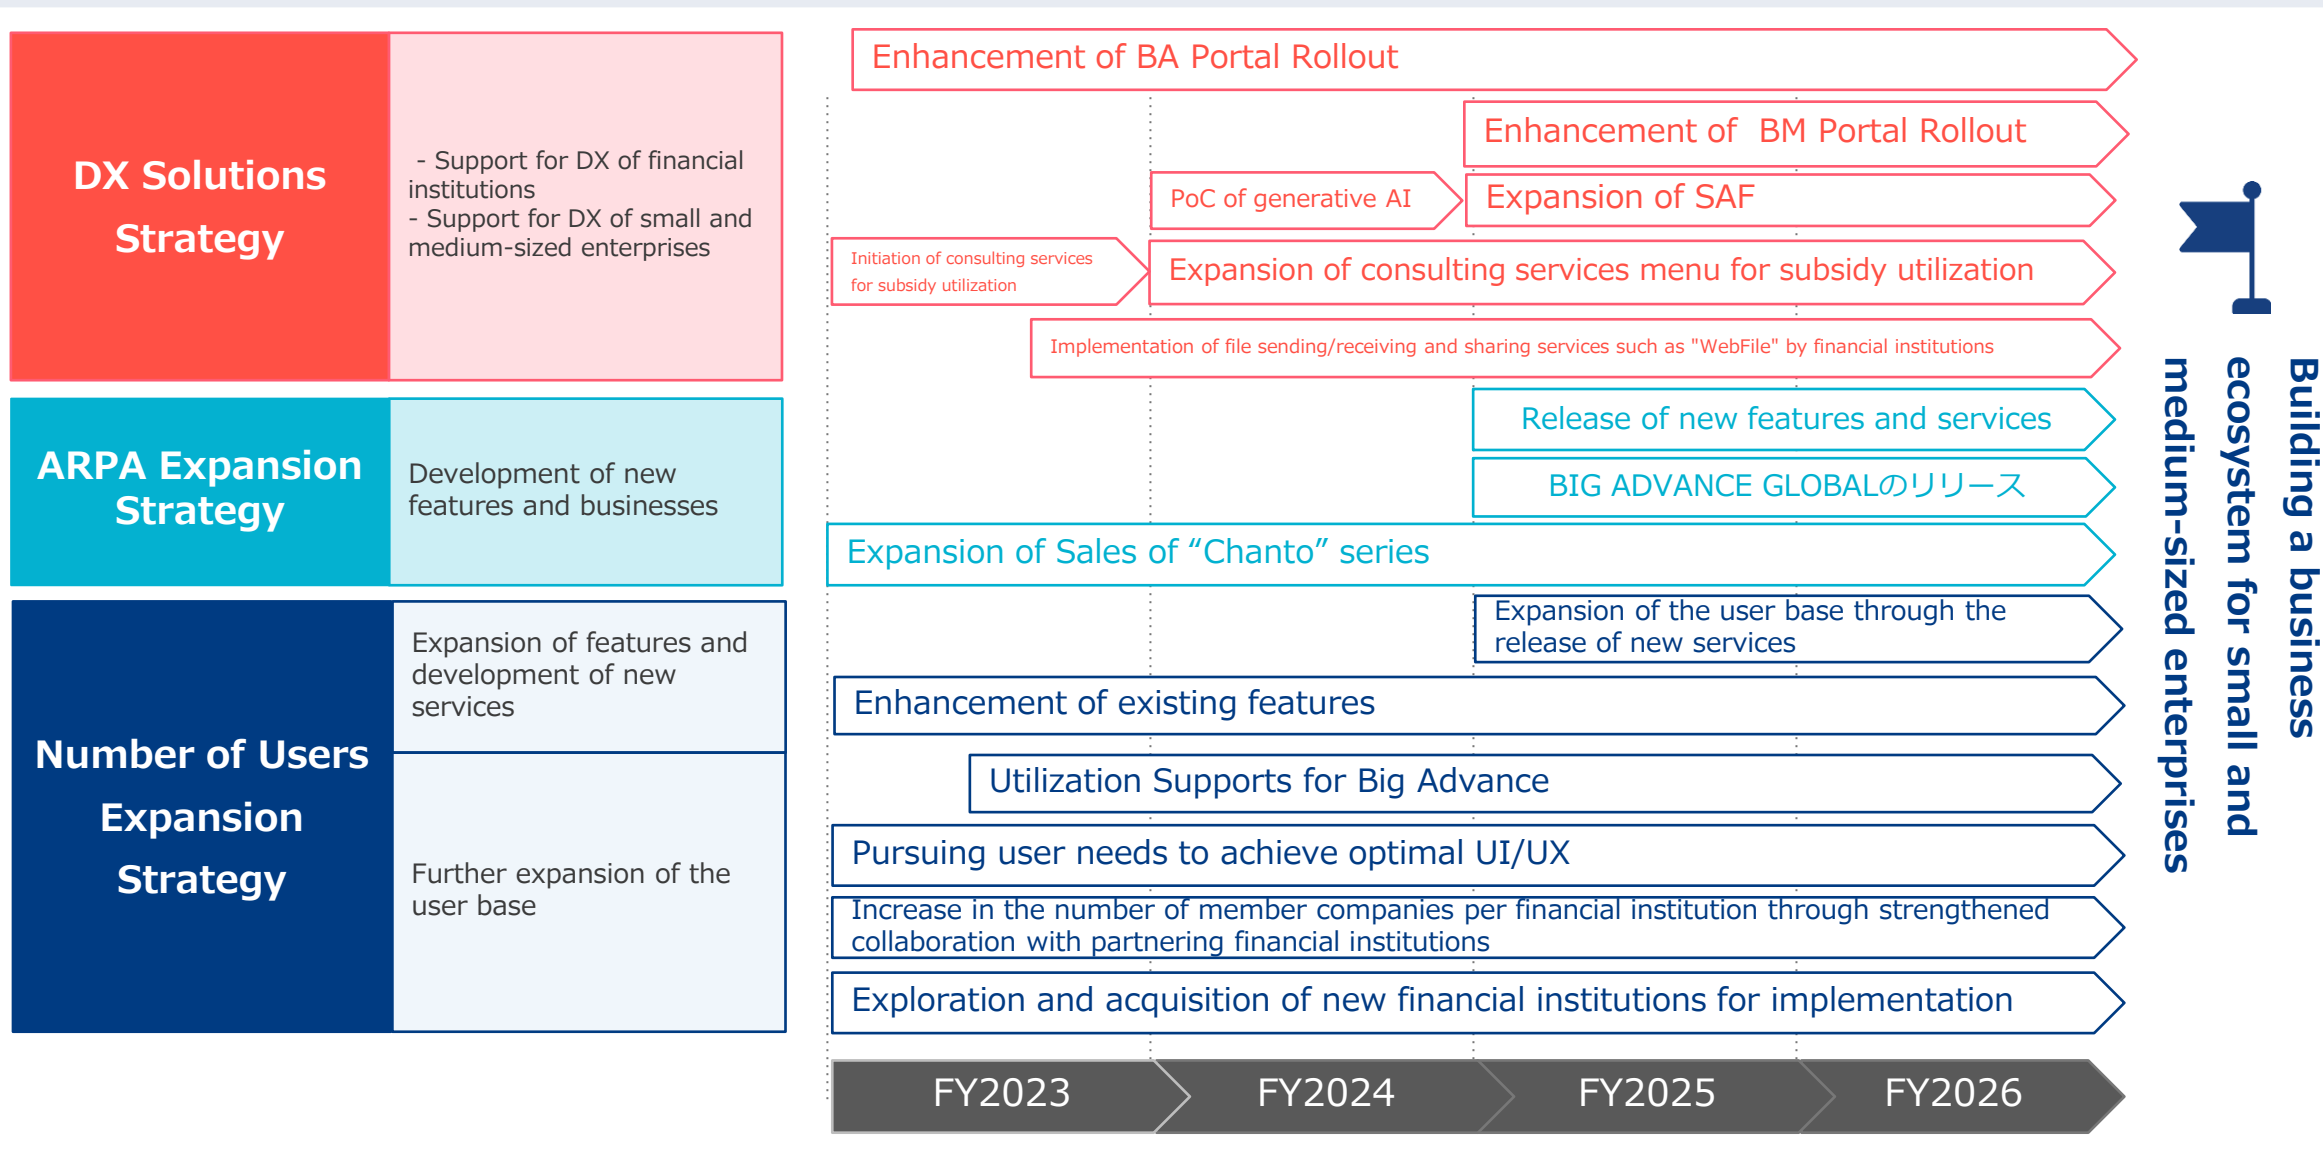 DX Solutions
Strategy
- Support for DX of financial
institutions
- Support for DX of small and
medium-sized enterprises
Enhancement of BA Portal Rollout
Enhancement of  BM Portal Rollout
PoC of generative AI
Expansion of SAF
Initiation of consulting services
for subsidy utilization
Expansion of consulting services menu for subsidy utilization
Implementation of file sending/receiving and sharing services such as "WebFile" by financial institutions
ARPA Expansion
Strategy
Development of new
features and businesses
Release of new features and services
BIG ADVANCE GLOBALのリリース
Expansion of Sales of “Chanto” series
Number of Users
Expansion
Strategy
Expansion of features and
development of new
services
Further expansion of the
user base
Expansion of the user base through the
release of new services
Enhancement of existing features
Utilization Supports for Big Advance
Pursuing user needs to achieve optimal UI/UX
Increase in the number of member companies per financial institution through strengthened
collaboration with partnering financial institutions
Exploration and acquisition of new financial institutions for implementation
FY2023
FY2024
FY2025
FY2026
Building a business
ecosystem for small and
medium-sized enterprises